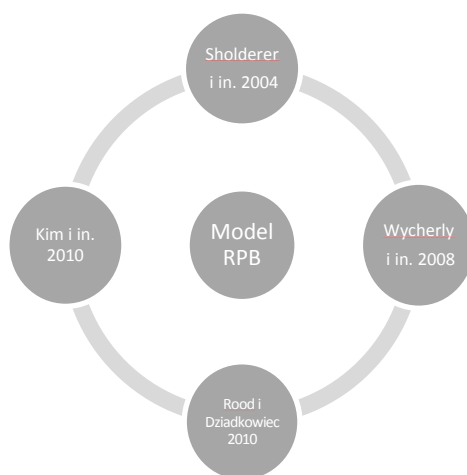 Sholderer
i in. 2004
Kim i in.
2010
Model
RPB
Wycherly
i in. 2008
Rood i
Dziadkowiec
2010